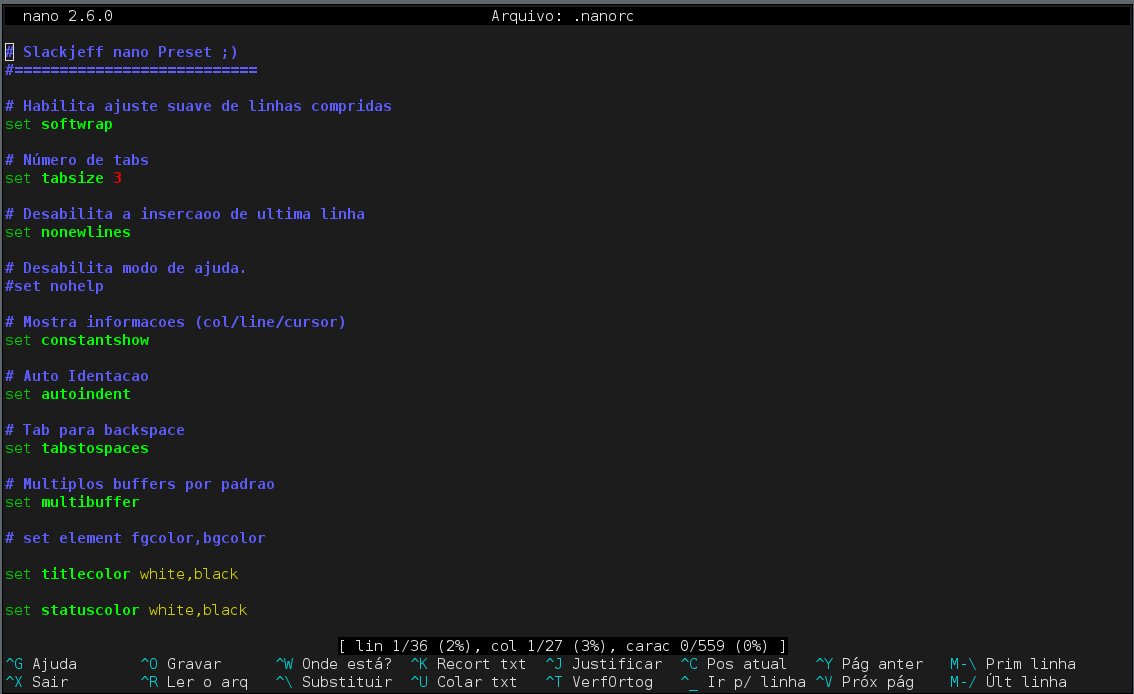 nano 2.6.0 Arquivo: .nanorc
# Slackjeff nano Preset ;)
#===========================
# Habilita ajuste suave de linhas compridas
set softwrap
# Número de tabs
set tabsize 3
# Desabilita a insercaoo de ultima linha
set nonewlines
# Desabilita modo de ajuda.
#set nohelp
# Mostra informacoes (col/line/cursor)
set constantshow
# Auto Identacao
set autoindent
# Tab para backspace
set tabstospaces
# Multiplos buffers por padrao
set multibuffer
# set element fgcolor,bgcolor
set titlecolor white,black
set statuscolor white,black
[ lin 1/36 (2%), col 1/27 (3%), carac 0/559 (0%) ]
^G Ajuda ^O Gravar ^W Onde está? ^K Recort txt ^J Justificar ^C Pos atual ^Y Pág anter M-\ Prim linha
^X Sair ^R Ler o arq ^\ Substituir ^U Colar txt ^T VerfOrtog ^_ Ir p/ linha ^V Próx pág M-/ Últ linha